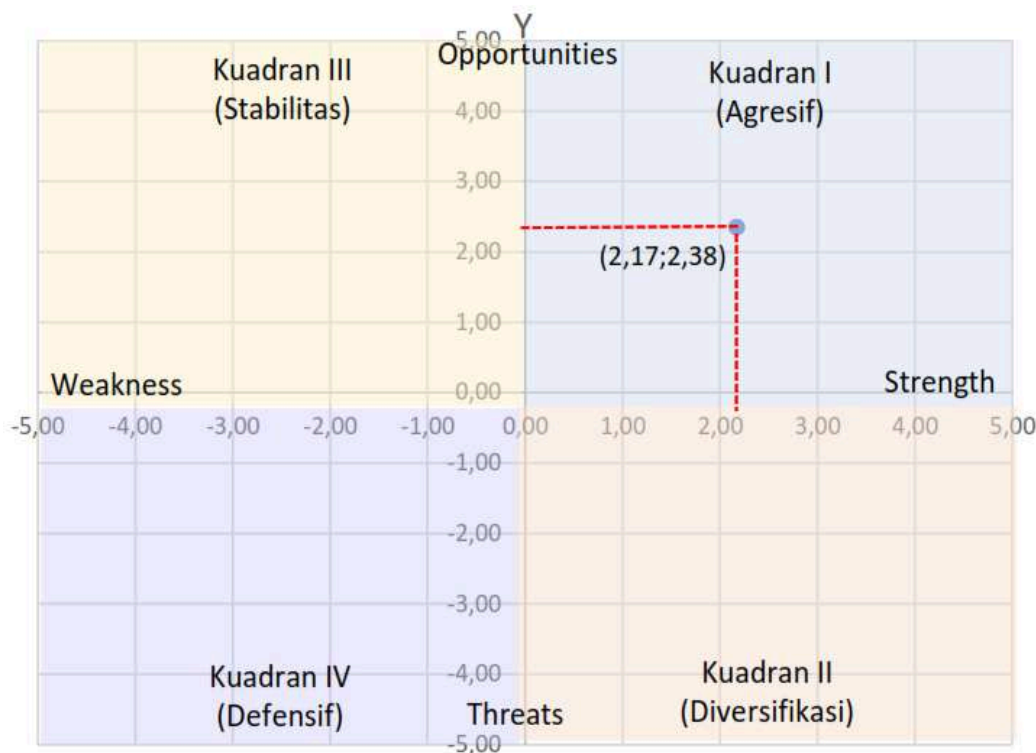 Y
5,00
Opportunities
Kuadran III
(Stabilitas)
Kuadran I
(Agresif)
4,00
3,00
2,00
(2,17;2,38)
1,00
Weakness
0,00
Strength
-5,00 -4,00 -3,00 -2,00 -1,00 0,00 1,00 2,00 3,00 4,00 5,00
-1,00
-2,00
-3,00
-4,00
Kuadran IV
(Defensif)
Kuadran II
(Diversifikasi)
Threats
-5,00